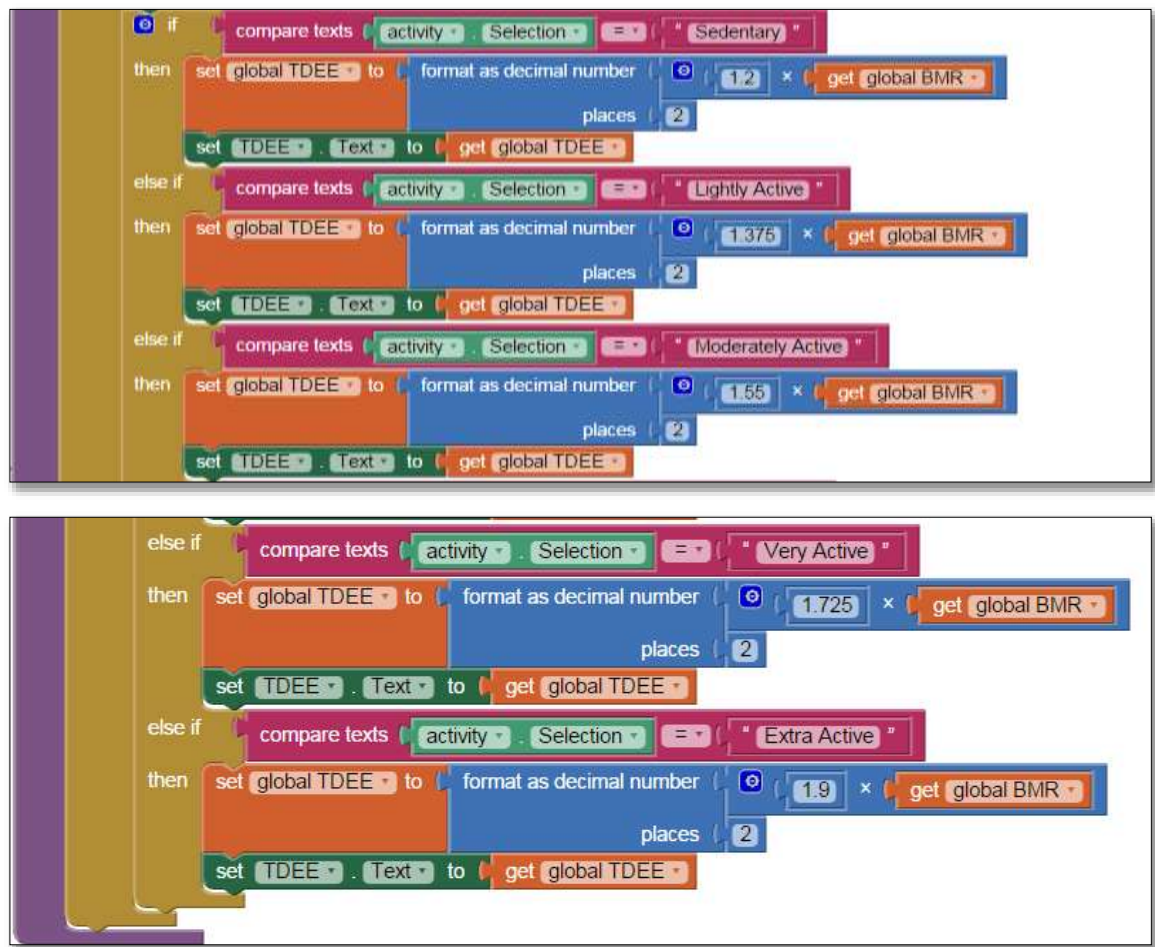 if compare texts activity . Selection = " Sedentary "
then set global TDEE to format as decimal number 1.2 × get global BMR
places 2
set TDEE . Text to get global TDEE
else if compare texts activity . Selection = " Lightly Active "
then set global TDEE to format as decimal number 1.375 × get global BMR
places 2
set TDEE . Text to get global TDEE
else if compare texts activity . Selection = " Moderately Active "
then set global TDEE to format as decimal number 1.55 × get global BMR
places 2
set TDEE . Text to get global TDEE
else if compare texts activity . Selection = " Very Active "
then set global TDEE to format as decimal number 1.725 × get global BMR
places 2
set TDEE . Text to get global TDEE
else if compare texts activity . Selection = " Extra Active "
then set global TDEE to format as decimal number 1.9 × get global BMR
places 2
set TDEE . Text to get global TDEE